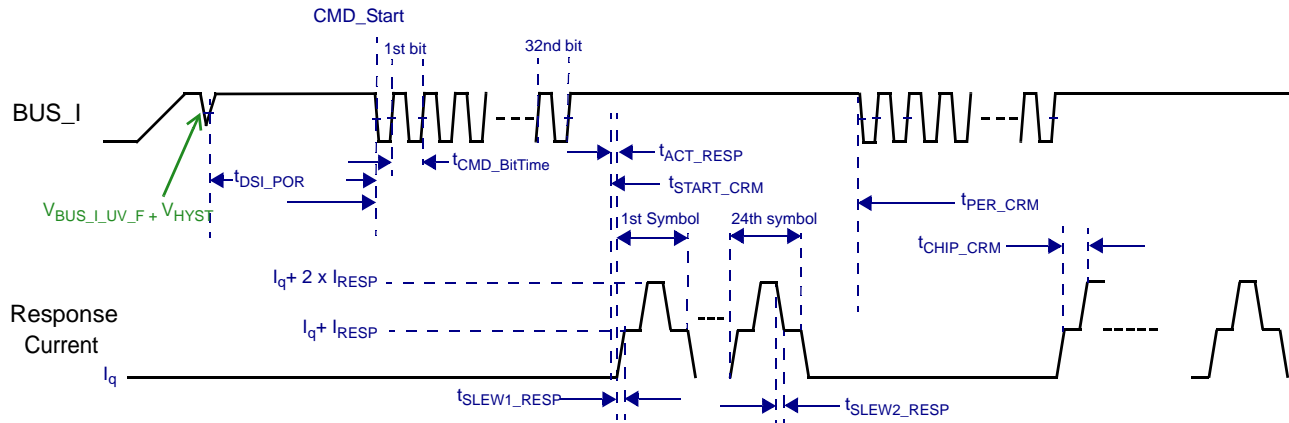 CMD_Start
1st bit
32nd bit
BUS_I
tACT_RESP
tCMD_BitTime
tDSI_POR
tSTART_CRM
VBUS_I_UV_F + VHYST
tPER_CRM
1st Symbol
24th symbol
tCHIP_CRM
Iq+ 2 x IRESP
Response
Current
Iq+ IRESP
Iq
tSLEW1_RESP
tSLEW2_RESP